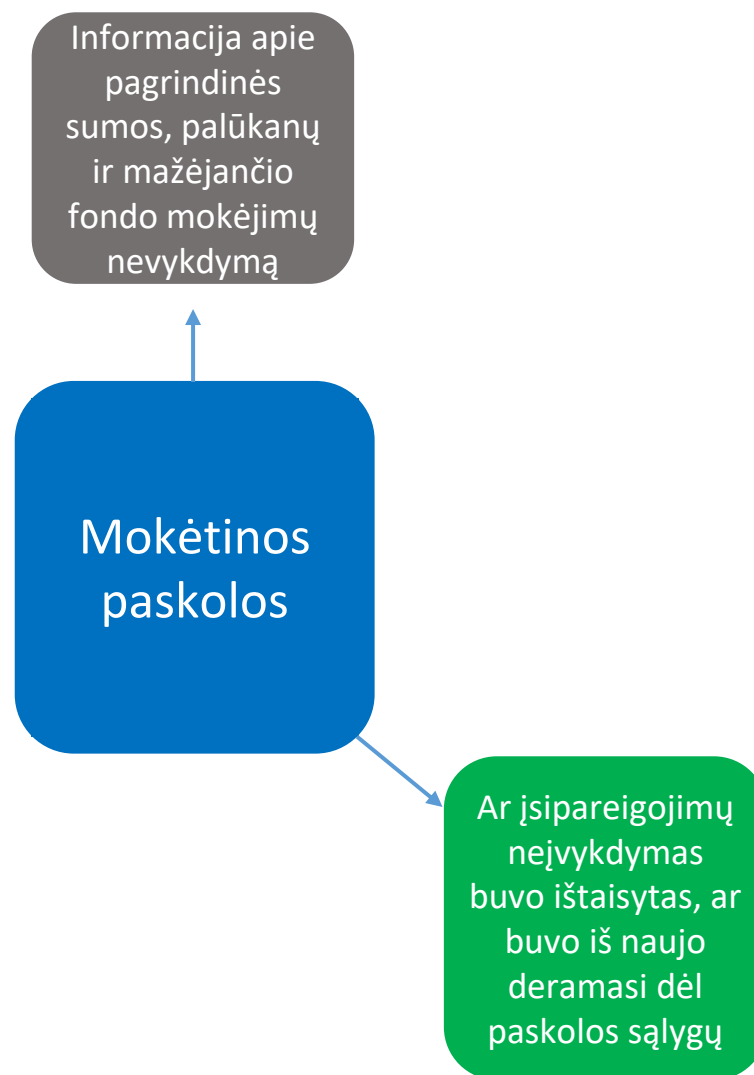 Informacija apie
pagrindinės
sumos, palūkanų
ir mažėjančio
fondo mokėjimų
nevykdymą
Mokėtinos
paskolos
Ar įsipareigojimų
neįvykdymas
buvo ištaisytas, ar
buvo iš naujo
deramasi dėl
paskolos sąlygų